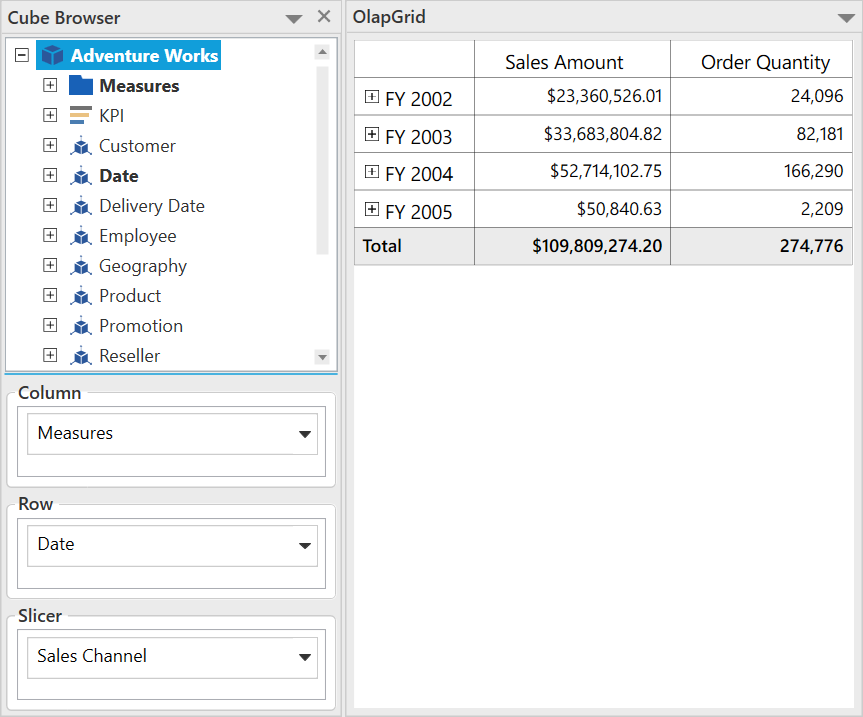 Cube Browser
Adventure Works
Measures
KPI
Customer
Date
Delivery Date
Employee
Geography
Product
Promotion
Reseller
Column
Measures
Row
Date
Slicer
Sales Channel
OlapGrid
Sales Amount Order Quantity
FY 2002 $23,360,526.01 24,096
FY 2003 $33,683,804.82 82,181
FY 2004 $52,714,102.75 166,290
FY 2005 $50,840.63 2,209
Total $109,809,274.20 274,776